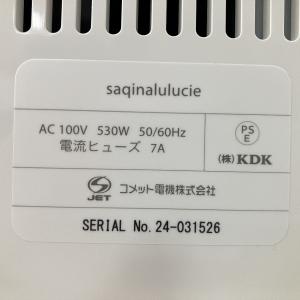 saqinalulucie
AC 100V 530W 50/60Hz
電流ヒューズ 7A
PS
E
(株) KDK
JET
コメット電機株式会社
SERIAL No. 24-031526